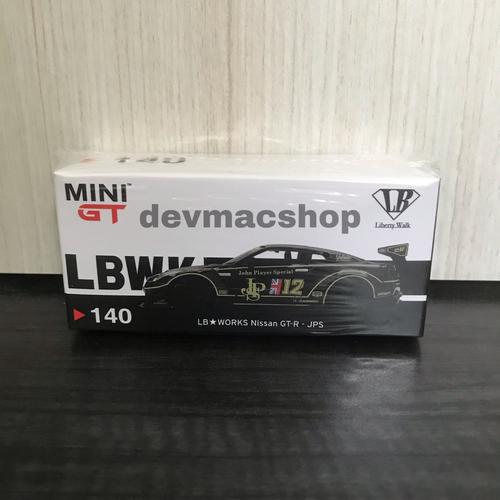 140
MINI
GT
LB
Liberty Walk
devmacshop
LBWK
John Player Special
JPS
12
140
LB★WORKS Nissan GT-R - JPS